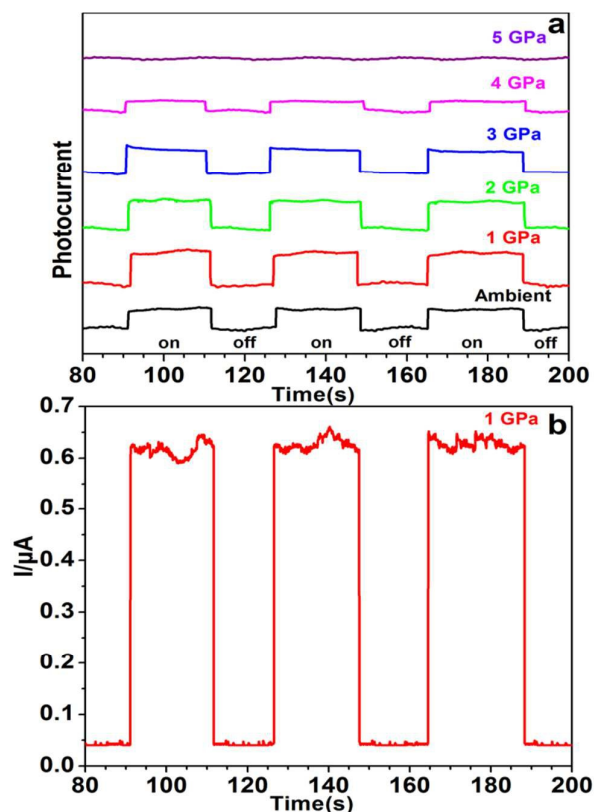 a
5 GPa
4 GPa
3 GPa
2 GPa
1 GPa
Ambient
on off on off on off
Photocurrent
80 100 120 140 160 180 200
Time(s)
b
1 GPa
0.7
0.6
0.5
0.4
0.3
0.2
0.1
0.0
I/μA
80 100 120 140 160 180 200
Time(s)